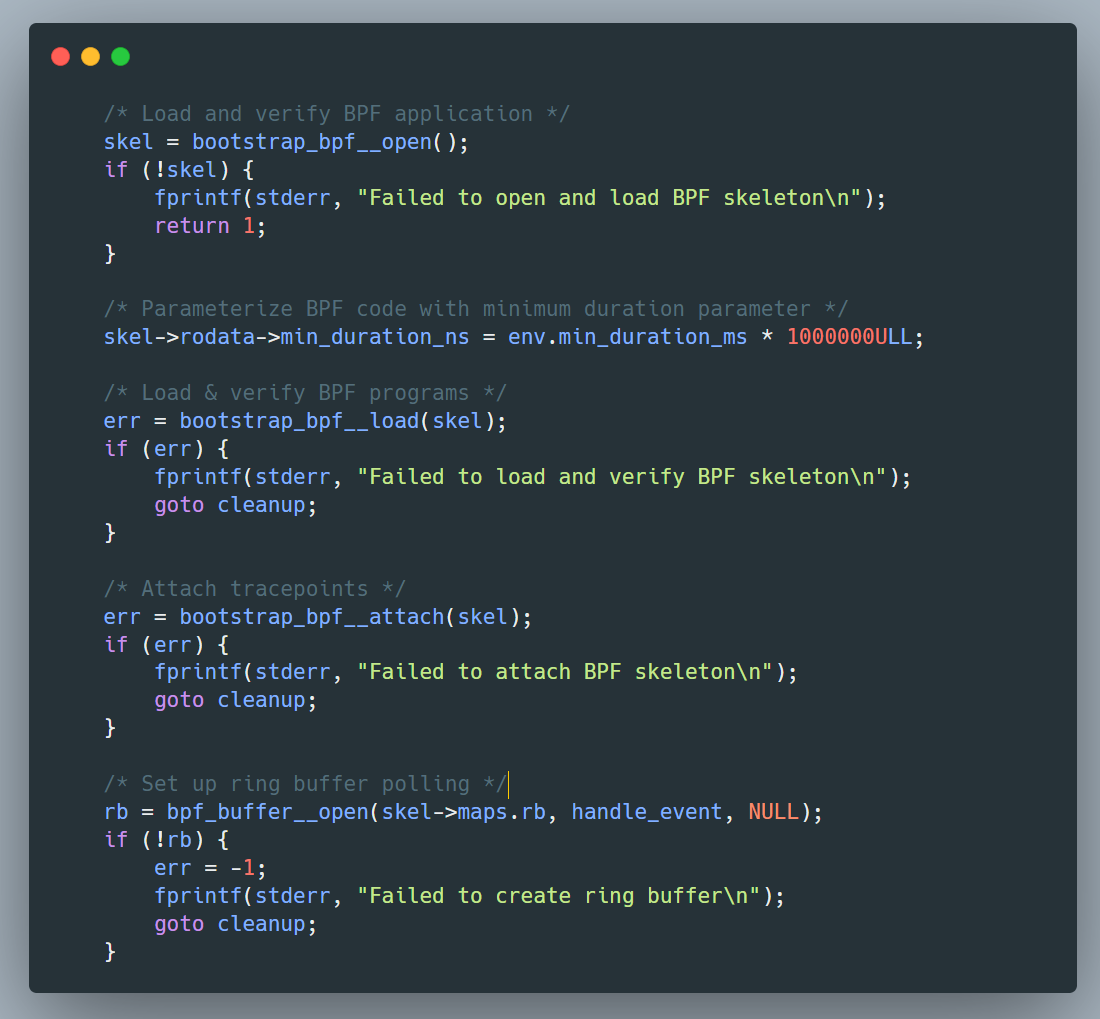 /* Load and verify BPF application */
skel = bootstrap_bpf__open();
if (!skel) {
    fprintf(stderr, "Failed to open and load BPF skeleton\n");
    return 1;
}

/* Parameterize BPF code with minimum duration parameter */
skel->rodata->min_duration_ns = env.min_duration_ms * 1000000ULL;

/* Load & verify BPF programs */
err = bootstrap_bpf__load(skel);
if (err) {
    fprintf(stderr, "Failed to load and verify BPF skeleton\n");
    goto cleanup;
}

/* Attach tracepoints */
err = bootstrap_bpf__attach(skel);
if (err) {
    fprintf(stderr, "Failed to attach BPF skeleton\n");
    goto cleanup;
}

/* Set up ring buffer polling */
rb = bpf_buffer__open(skel->maps.rb, handle_event, NULL);
if (!rb) {
    err = -1;
    fprintf(stderr, "Failed to create ring buffer\n");
    goto cleanup;
}